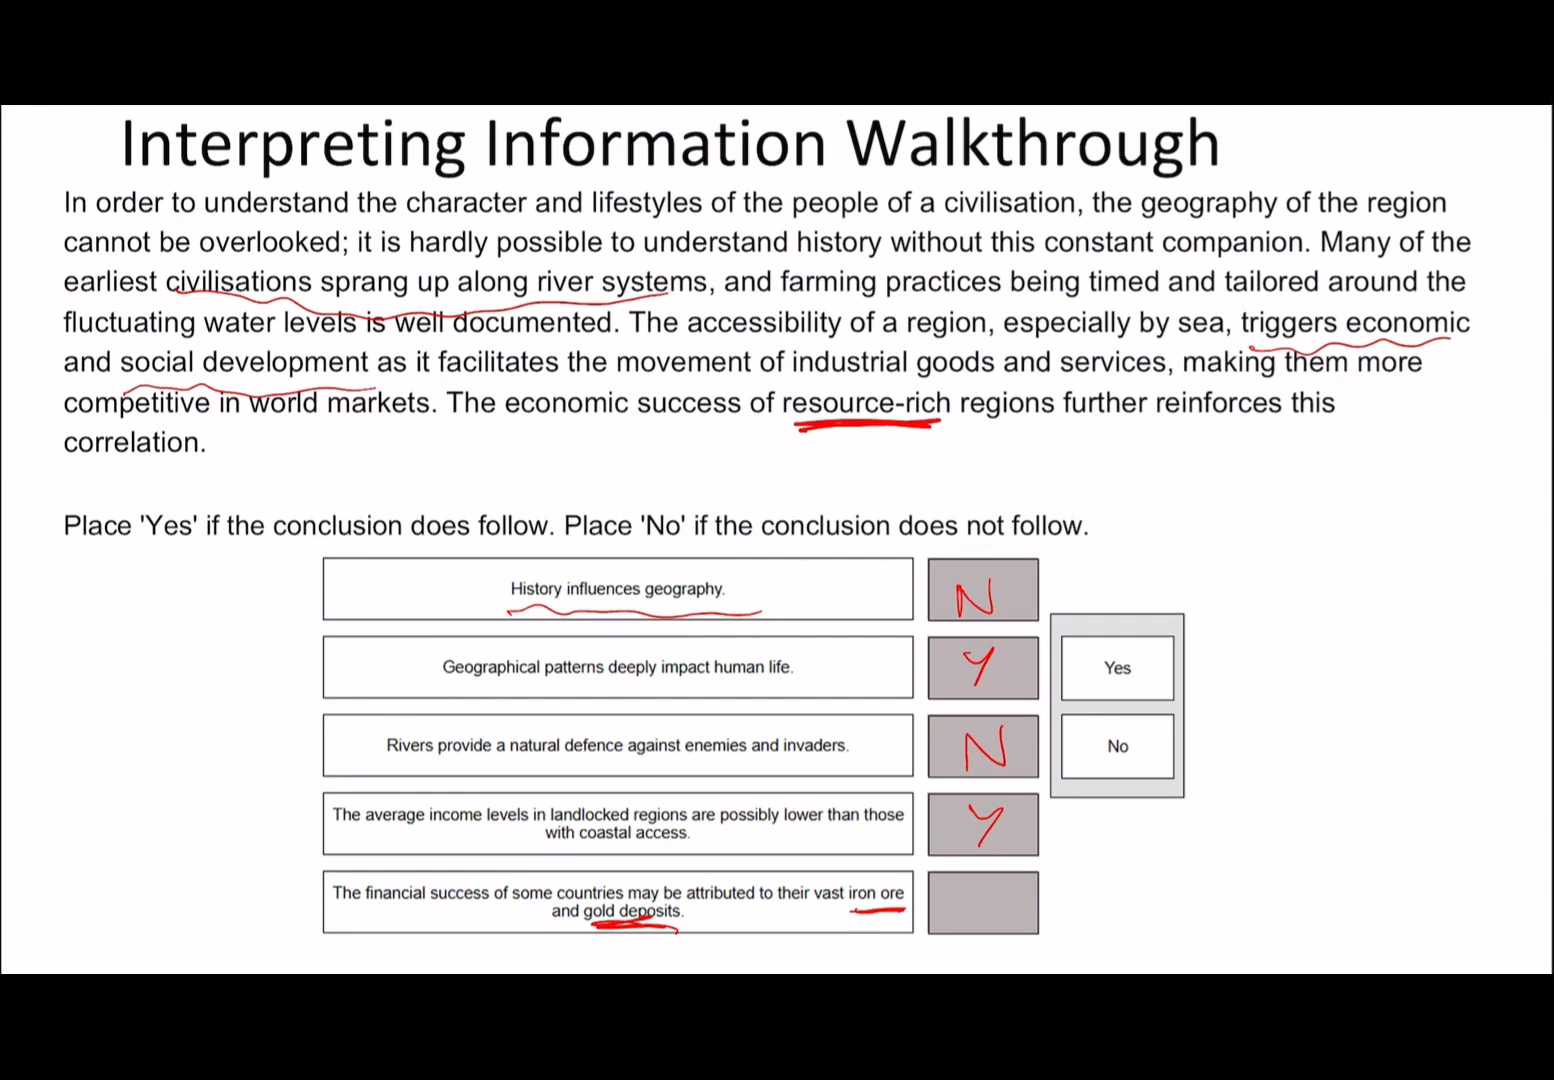 Interpreting Information Walkthrough
In order to understand the character and lifestyles of the people of a civilisation, the geography of the region
cannot be overlooked; it is hardly possible to understand history without this constant companion. Many of the
earliest civilisations sprang up along river systems, and farming practices being timed and tailored around the
fluctuating water levels is well documented. The accessibility of a region, especially by sea, triggers economic
and social development as it facilitates the movement of industrial goods and services, making them more
competitive in world markets. The economic success of resource-rich regions further reinforces this
correlation.
Place 'Yes' if the conclusion does follow. Place 'No' if the conclusion does not follow.
History influences geography.
N
Geographical patterns deeply impact human life.
Y
Yes
Rivers provide a natural defence against enemies and invaders.
N
No
The average income levels in landlocked regions are possibly lower than those
with coastal access.
Y
The financial success of some countries may be attributed to their vast iron ore
and gold deposits.